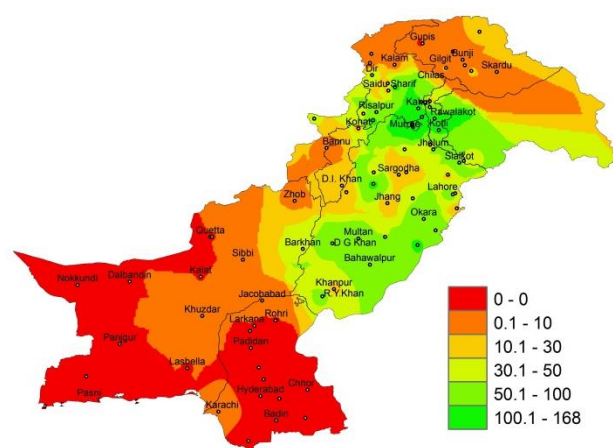 Gupis
Bunji
Kalam
Gilgit
Skardu
Dir
Chilas
Saidu Sharif
Risalpur
Kakul
Rawalakot
Kohat
Murree
Kotli
Bannu
Jhelum
Sialkot
D.I. Khan
Sargodha
Zhob
Lahore
Jhang
Okara
Quetta
Multan
Barkhan
D G Khan
Sibbi
Bahawalpur
Kalat
Nokkundi
Dalbandin
Khanpur
R.Y.Khan
Jacobabad
Khuzdar
Larkana
Rohri
Panjgur
Padidan
Lasbella
Pasni
Hyderabad
Chhor
Karachi
Badin
0 - 0
0.1 - 10
10.1 - 30
30.1 - 50
50.1 - 100
100.1 - 168